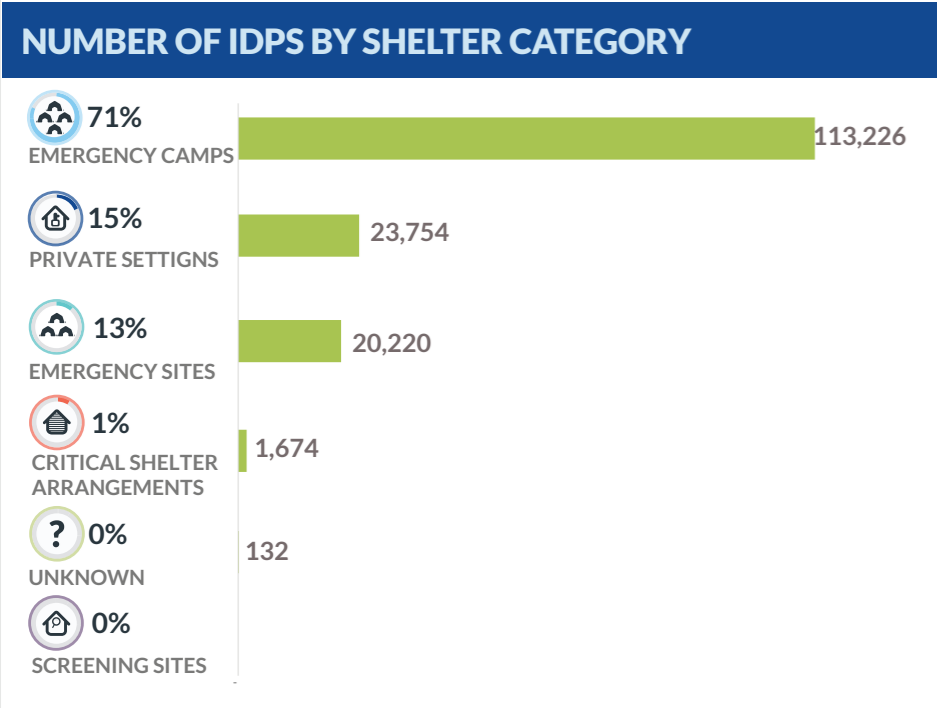 NUMBER OF IDPS BY SHELTER CATEGORY
71%
EMERGENCY CAMPS
113,226
15%
PRIVATE SETTIGNS
23,754
13%
EMERGENCY SITES
20,220
1%
CRITICAL SHELTER
ARRANGEMENTS
1,674
? 0%
UNKNOWN
132
0%
SCREENING SITES
-